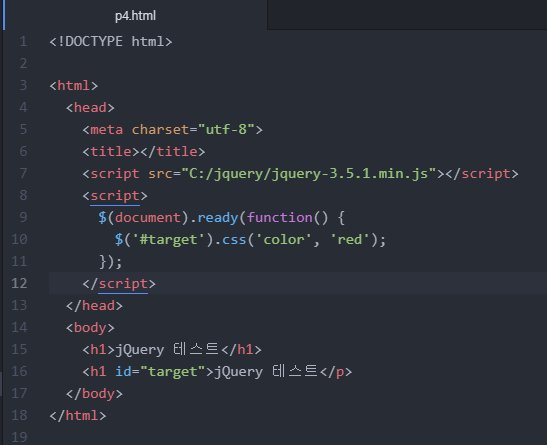 p4.html
1 <!DOCTYPE html>
2
3 <html>
4 <head>
5 <meta charset="utf-8">
6 <title></title>
7 <script src="C:/jquery/jquery-3.5.1.min.js"></script>
8 <script>
9 $(document).ready(function() {
10 $('#target').css('color', 'red');
11 });
12 </script>
13 </head>
14 <body>
15 <h1>jQuery 테스트</h1>
16 <h1 id="target">jQuery 테스트</p>
17 </body>
18 </html>
19